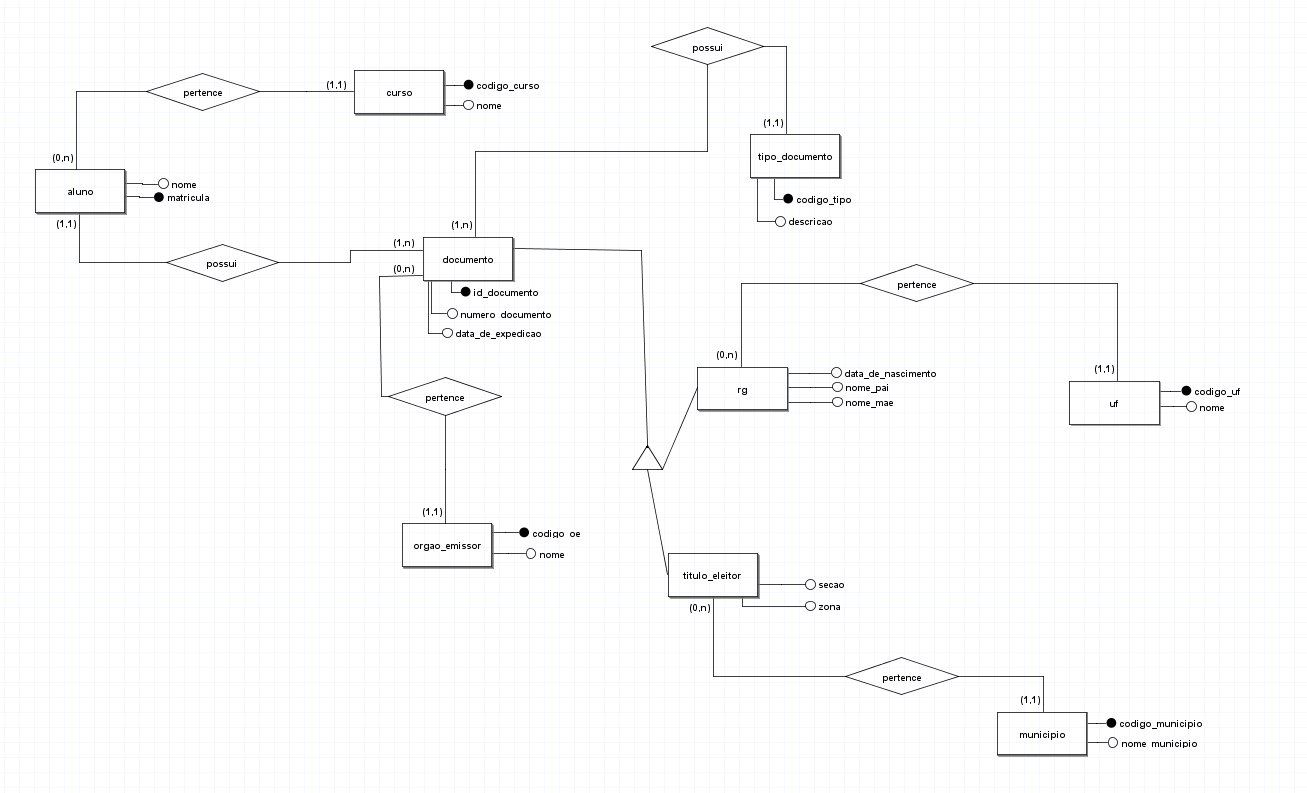 possui
pertence
(1,1)
curso
codigo_curso
nome
(0,n)
aluno
nome
matricula
(1,1)
(1,1)
tipo_documento
codigo_tipo
descricao
possui
(1,n)
(1,n)
(0,n)
documento
id_documento
numero_documento
data_de_expedicao
pertence
(0,n)
rg
data_de_nascimento
nome_pai
nome_mae
(1,1)
uf
codigo_uf
nome
pertence
(1,1)
orgao_emissor
codigo_oe
nome
titulo_eleitor
secao
zona
(0,n)
pertence
(1,1)
municipio
codigo_municipio
nome_municipio